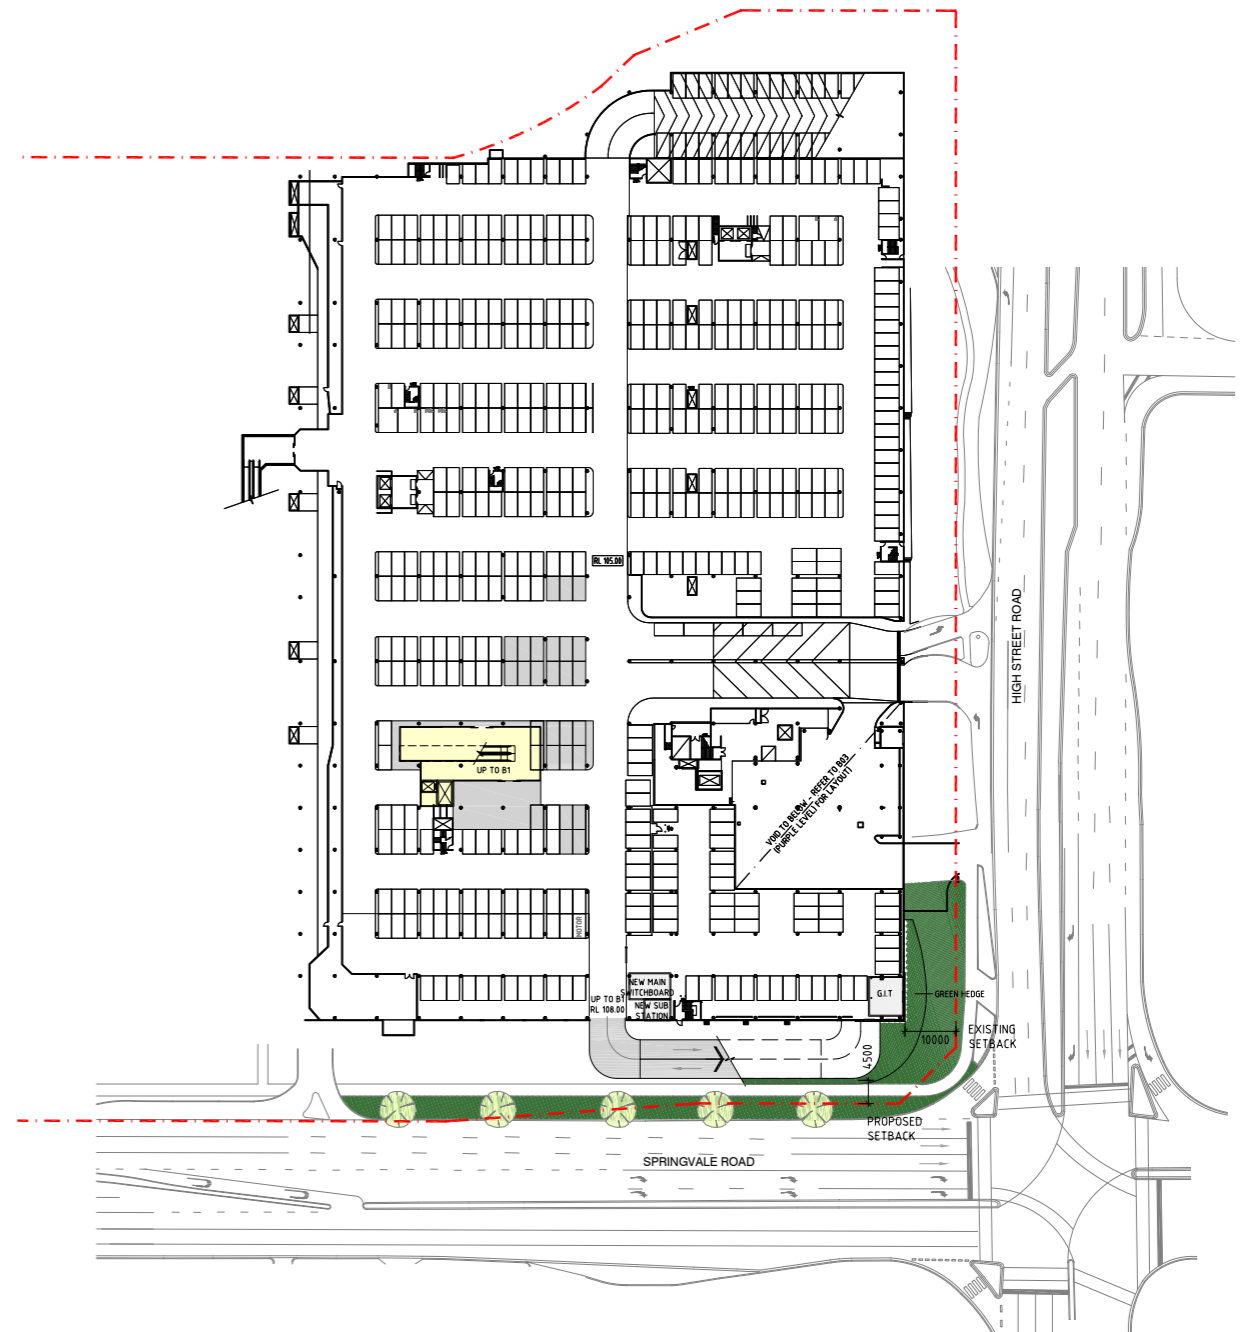 RL 105.00
HIGH STREET ROAD
UP TO B1
VOID TO BELOW - REFER TO B03
(PURPLE LEVEL) FOR LAYOUT)
MOTOR
NEW MAIN
SWITCHBOARD
UP TO B1
RL 108.00
NEW SUB
STATION
G.I.T
GREEN HEDGE
10000
EXISTING
SETBACK
4500
PROPOSED
SETBACK
SPRINGVALE ROAD